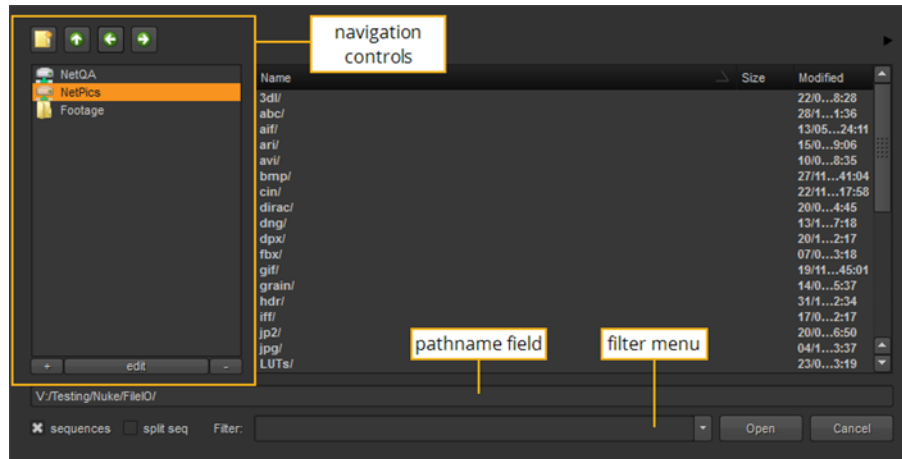 navigation
controls
NetQA
NetPics
Footage
Name Size Modified
3dl/ 22/0...8:28
abc/ 28/1...1:36
aif/ 13/05...24:11
ari/ 15/0...9:06
avi/ 10/0...8:35
bmp/ 27/11...41:04
cin/ 22/11...17:58
dirac/ 20/0...4:45
dng/ 13/1...7:18
dpx/ 20/1...2:17
fbx/ 07/0...3:18
gif/ 19/11...45:01
grain/ 14/0...5:37
hdr/ 31/1...2:34
iff/ 17/0...2:17
jp2/ 20/0...6:50
jpg/ 04/1...3:37
LUTs/ 23/0...3:19
pathname field
filter menu
+ edit -
V:/Testing/Nuke/FileIO/
sequences split seq Filter: Open Cancel